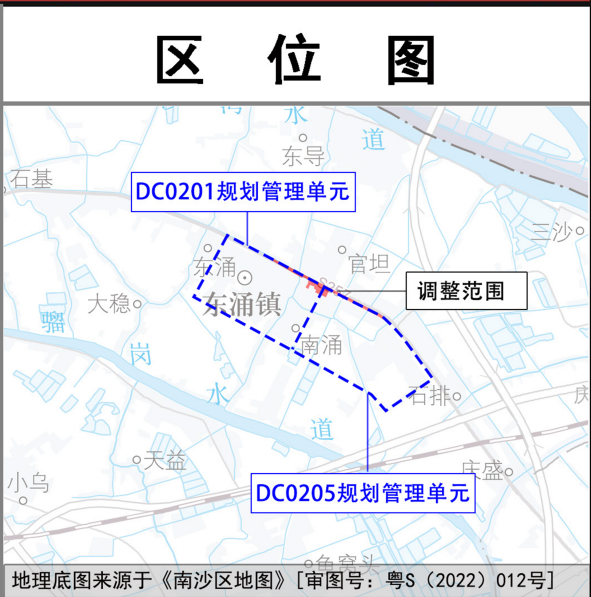 区 位 图
湾
水
道
东导
石基
DC0201规划管理单元
三沙
官坦
东涌
调整范围
大稳
东涌镇
骝
南涌
岗
水
石排
道
天益
庄盛
小乌
DC0205规划管理单元
鱼窝头
地理底图来源于《南沙区地图》[审图号：粤S（2022）012号]